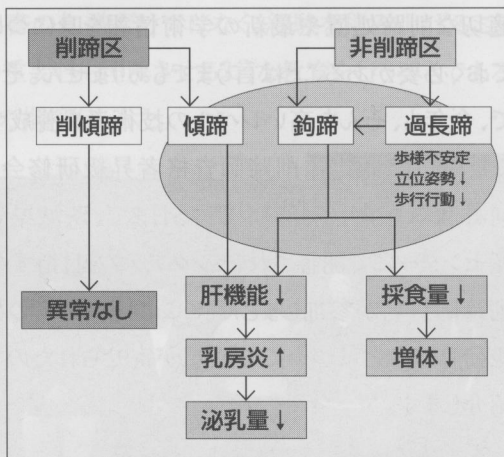 削蹄区
非削蹄区
削傾蹄
傾蹄
鉤蹄
過長蹄
歩様不安定
立位姿勢↓
歩行行動↓
異常なし
肝機能↓
採食量↓
乳房炎↑
増体↓
泌乳量↓